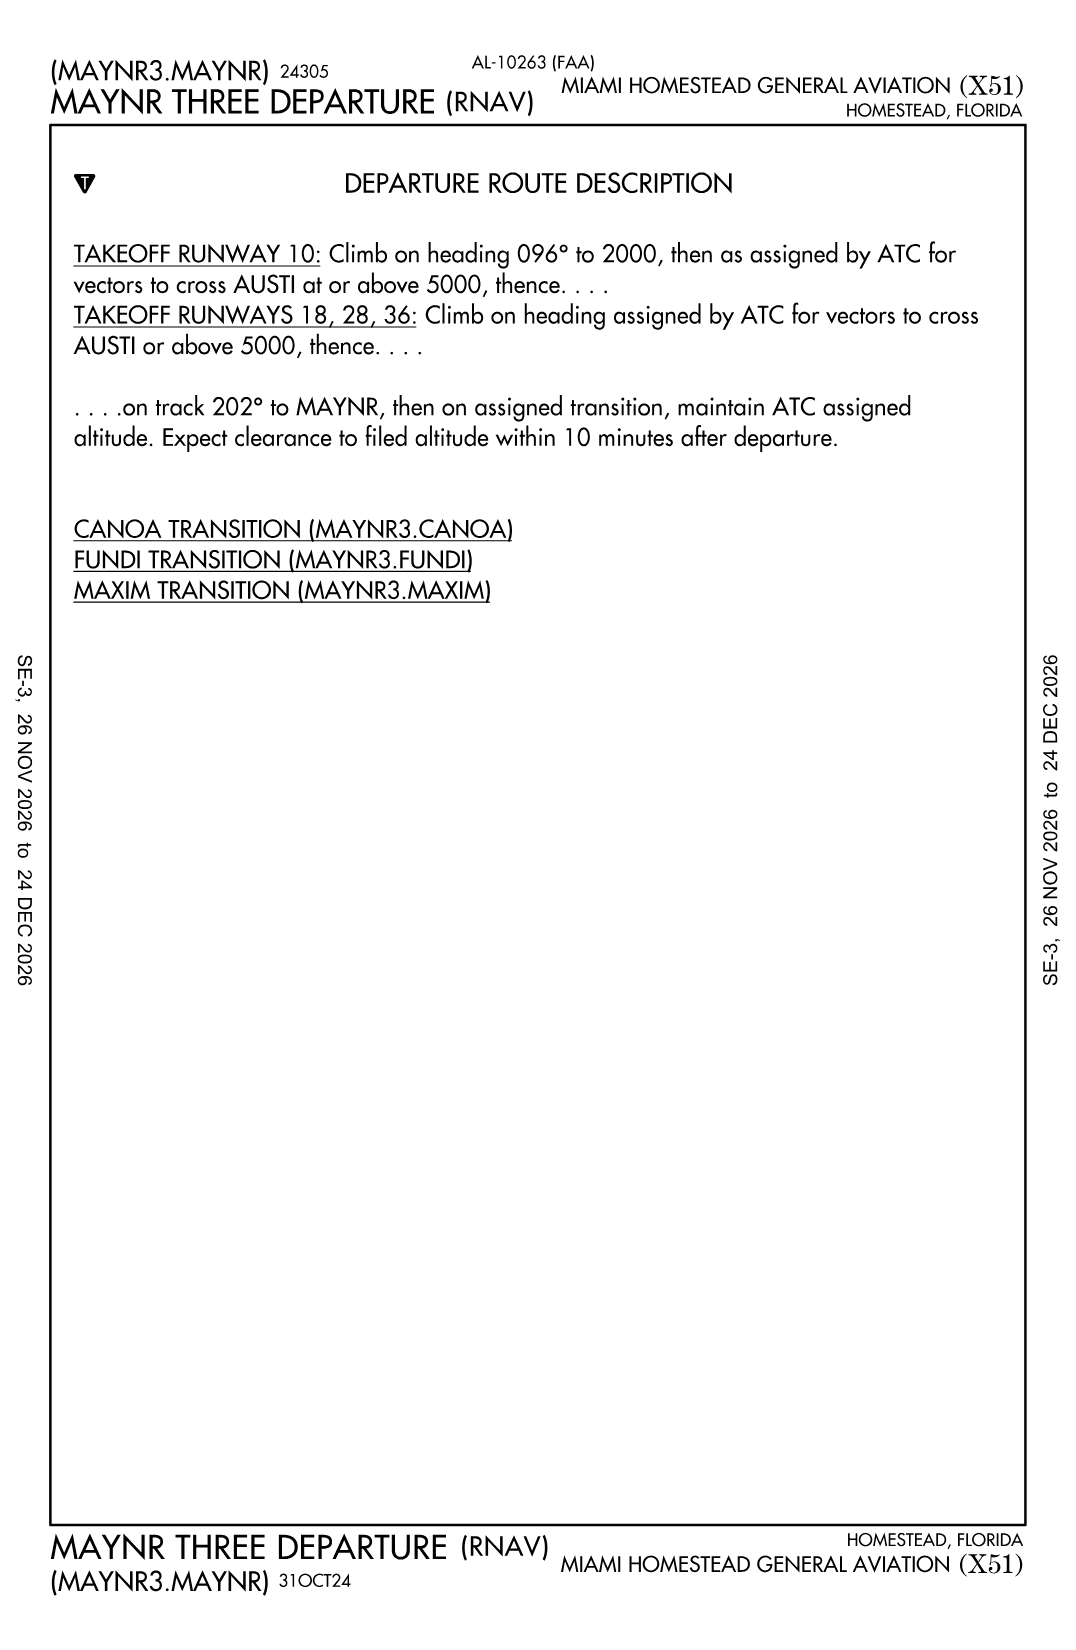 (MAYNR3.MAYNR) 24305
AL-10263 (FAA)
MAYNR THREE DEPARTURE (RNAV)
MIAMI HOMESTEAD GENERAL AVIATION (X51)
HOMESTEAD, FLORIDA
T
DEPARTURE ROUTE DESCRIPTION
TAKEOFF RUNWAY 10: Climb on heading 096° to 2000, then as assigned by ATC for
vectors to cross AUSTI at or above 5000, thence. . . .
TAKEOFF RUNWAYS 18, 28, 36: Climb on heading assigned by ATC for vectors to cross
AUSTI or above 5000, thence. . . .
. . . .on track 202° to MAYNR, then on assigned transition, maintain ATC assigned
altitude. Expect clearance to filed altitude within 10 minutes after departure.
CANOA TRANSITION (MAYNR3.CANOA)
FUNDI TRANSITION (MAYNR3.FUNDI)
MAXIM TRANSITION (MAYNR3.MAXIM)
SE-3, 26 NOV 2026 to 24 DEC 2026
SE-3, 26 NOV 2026 to 24 DEC 2026
MAYNR THREE DEPARTURE (RNAV)
(MAYNR3.MAYNR) 31OCT24
HOMESTEAD, FLORIDA
MIAMI HOMESTEAD GENERAL AVIATION (X51)